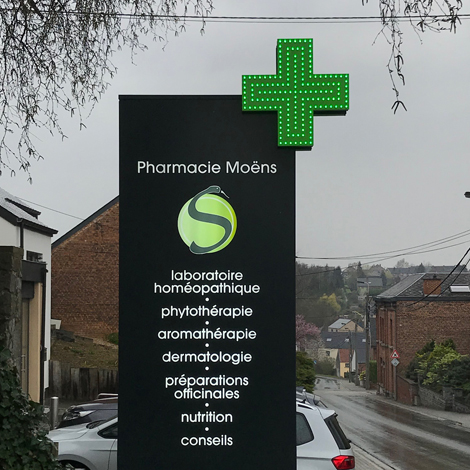 Pharmacie Moëns
laboratoire
homéopathique
phytothérapie
aromathérapie
dermatologie
préparations
officinales
nutrition
conseils